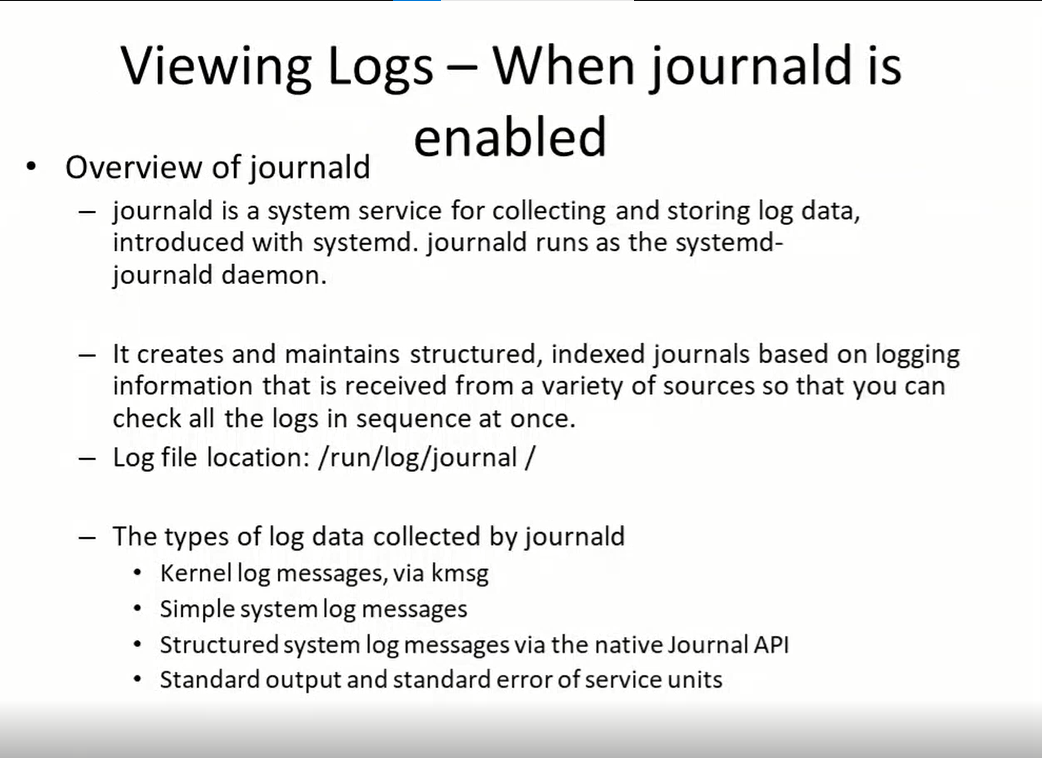 Viewing Logs – When journald is
enabled
• Overview of journald
– journald is a system service for collecting and storing log data,
introduced with systemd. journald runs as the systemd-
journald daemon.
– It creates and maintains structured, indexed journals based on logging
information that is received from a variety of sources so that you can
check all the logs in sequence at once.
– Log file location: /run/log/journal /
– The types of log data collected by journald
• Kernel log messages, via kmsg
• Simple system log messages
• Structured system log messages via the native Journal API
• Standard output and standard error of service units